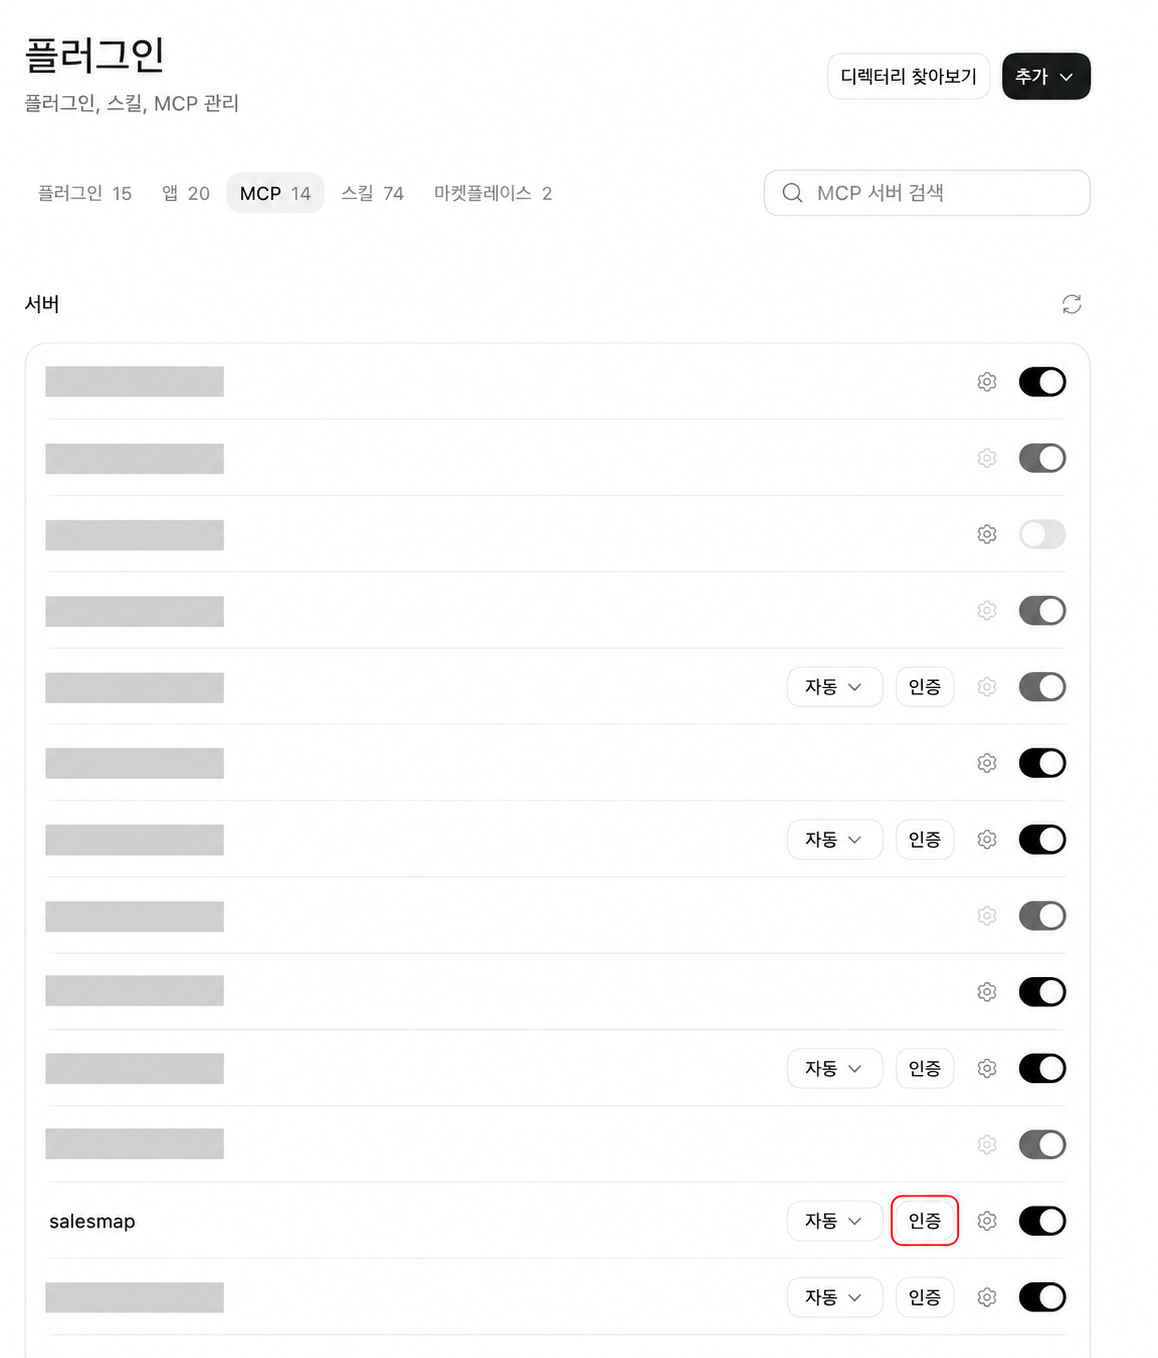 플러그인
플러그인, 스킬, MCP 관리
디렉터리 찾아보기
추가
플러그인 15
앱 20
MCP 14
스킬 74
마켓플레이스 2
MCP 서버 검색
서버
자동
인증
자동
인증
자동
인증
salesmap
자동
인증
자동
인증